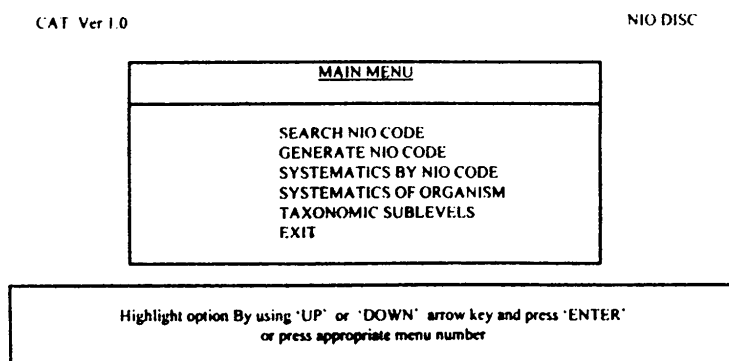 CAT Ver 1.0 NIO DISC
MAIN MENU
SEARCH NIO CODE
GENERATE NIO CODE
SYSTEMATICS BY NIO CODE
SYSTEMATICS OF ORGANISM
TAXONOMIC SUBLEVELS
EXIT
Highlight option By using 'UP' or 'DOWN' arrow key and press 'ENTER'
or press appropriate menu number